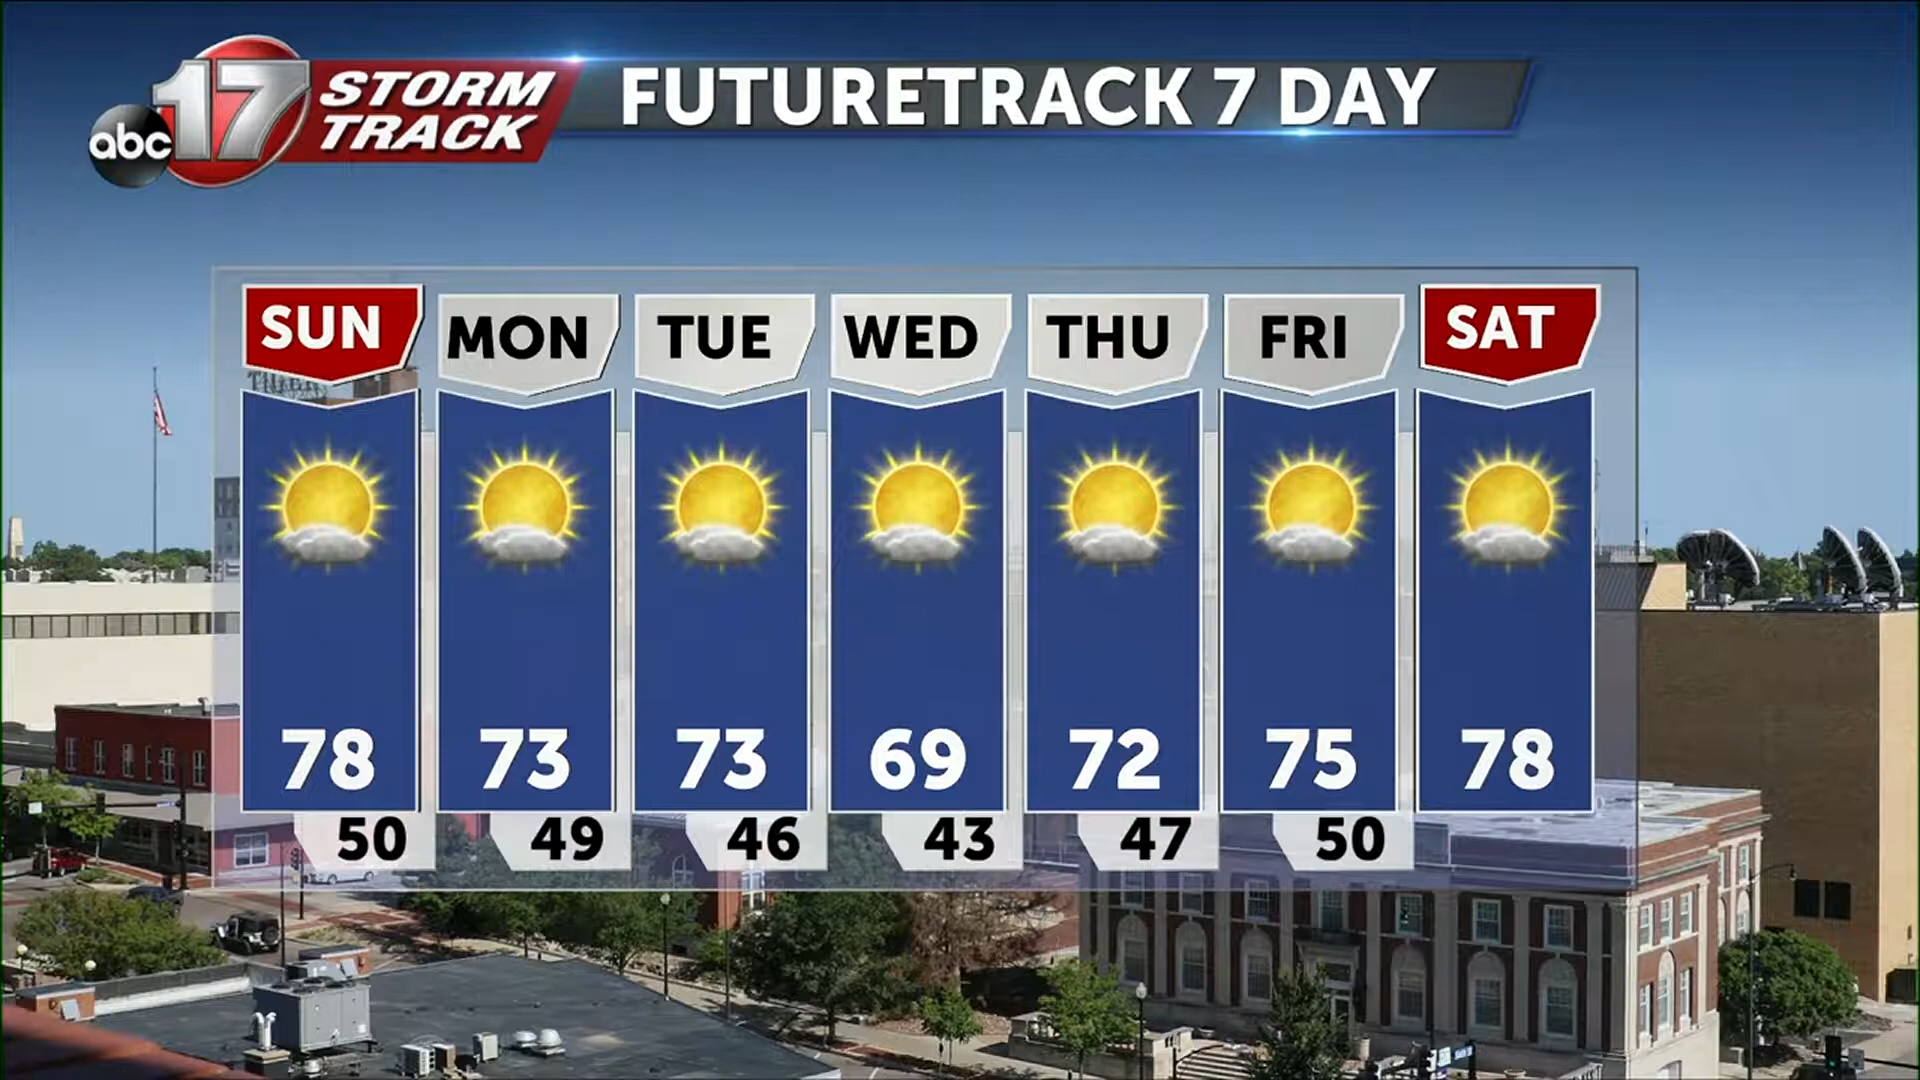 abc 17 STORM TRACK
FUTURETRACK 7 DAY
SUN MON TUE WED THU FRI SAT
78 73 73 69 72 75 78
50 49 46 43 47 50